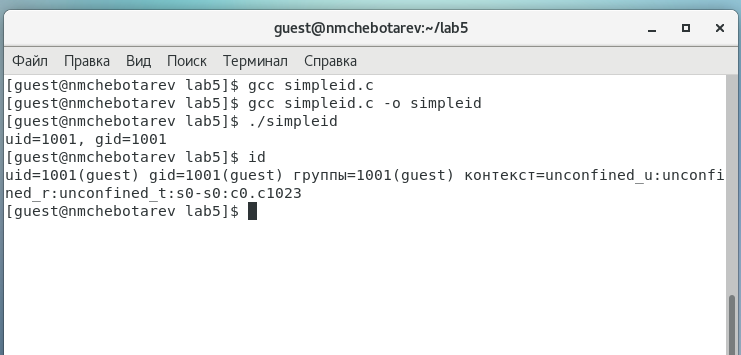 guest@nmchebotarev:~/lab5
Файл Правка Вид Поиск Терминал Справка
[guest@nmchebotarev lab5]$ gcc simpleid.c
[guest@nmchebotarev lab5]$ gcc simpleid.c -o simpleid
[guest@nmchebotarev lab5]$ ./simpleid
uid=1001, gid=1001
[guest@nmchebotarev lab5]$ id
uid=1001(guest) gid=1001(guest) группы=1001(guest) контекст=unconfined_u:unconfi
ned_r:unconfined_t:s0-s0:c0.c1023
[guest@nmchebotarev lab5]$